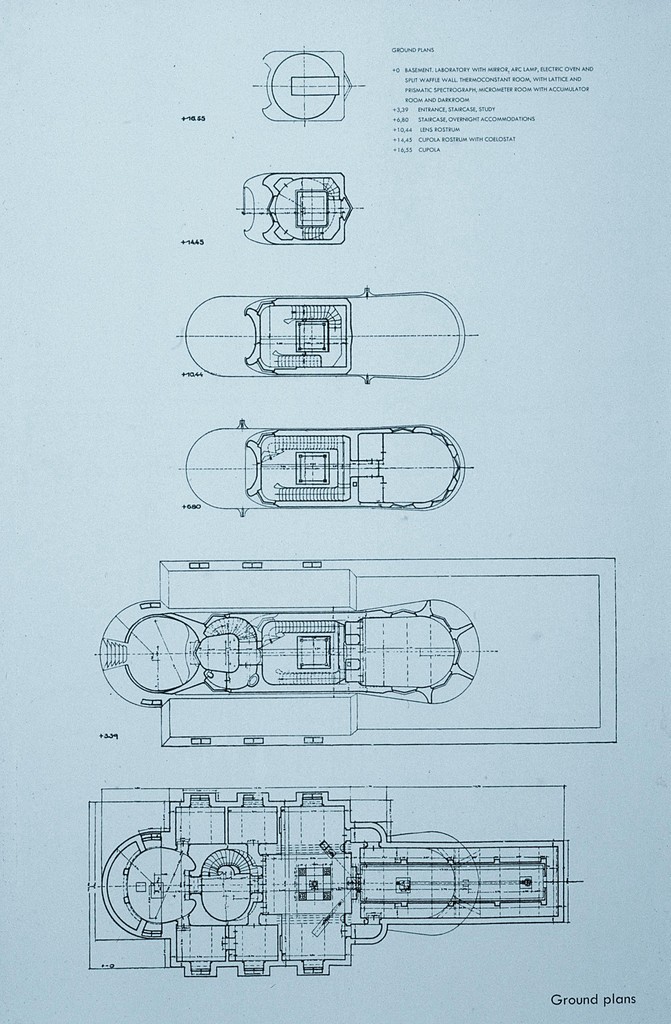 GROUND PLANS
+0 BASEMENT, LABORATORY WITH MIRROR, ARC LAMP, ELECTRIC OVEN AND
SPLIT WAFFLE WALL, THERMOCONSTANT ROOM, WITH LATTICE AND
PRISMATIC SPECTROGRAPH, MICROMETER ROOM WITH ACCUMULATOR
ROOM AND DARKROOM
+3,39 ENTRANCE, STAIRCASE, STUDY
+6,80 STAIRCASE, OVERNIGHT ACCOMMODATIONS
+10,44 LENS ROSTRUM
+14,45 CUPOLA ROSTRUM WITH COELOSTAT
+16,55 CUPOLA
+16.55
+14.45
+10.44
+6.80
+3.39
+-0
Ground plans